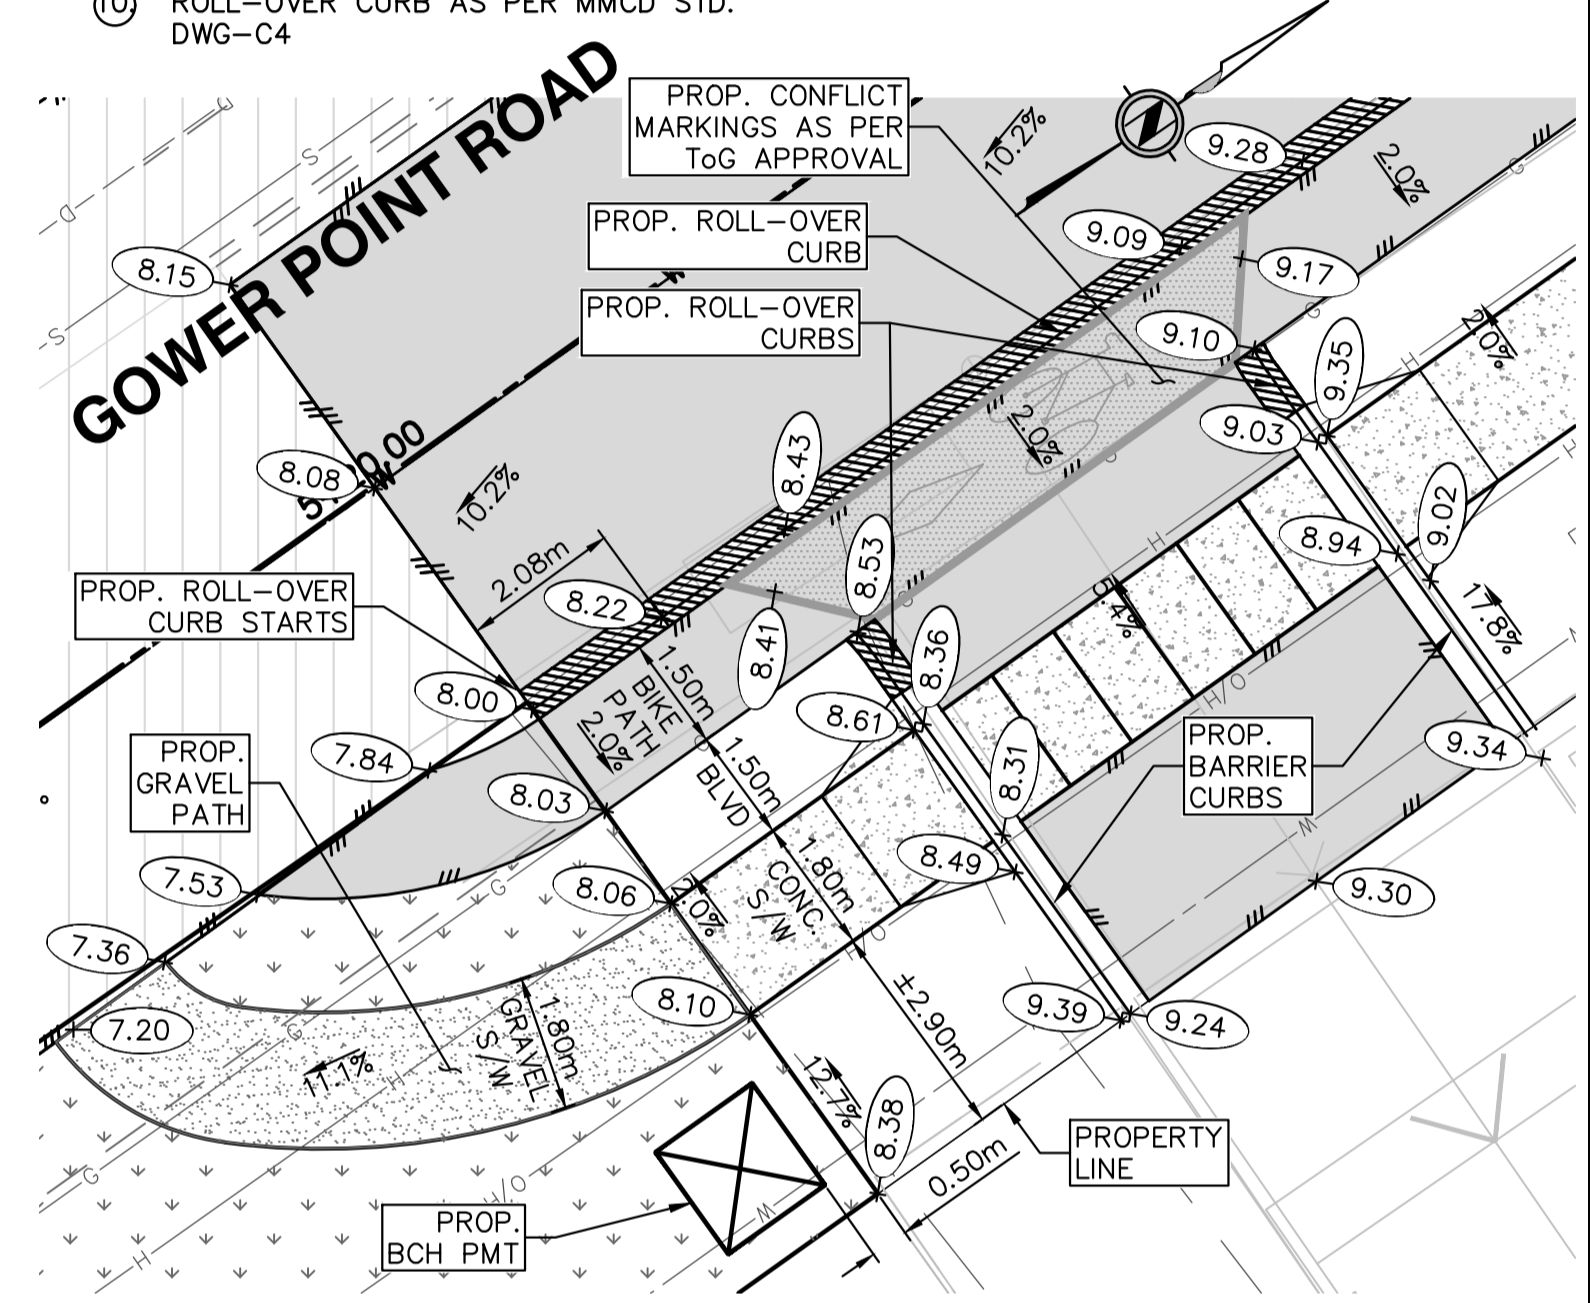 10. ROLL-OVER CURB AS PER MMCD STD.
DWG-C4
GOWER POINT ROAD
PROP. CONFLICT
MARKINGS AS PER
ToG APPROVAL
10.2%
9.28
2.0%
PROP. ROLL-OVER
CURB
9.09
9.17
8.15
PROP. ROLL-OVER
CURBS
9.10
9.35
2.0%
9.03
2.0%
8.43
8.08
10.2%
9.02
8.94
8.53
2.08m
8.22
PROP. ROLL-OVER
CURB STARTS
8.41
8.36
5.4%
17.8%
8.00
1.50m
BIKE
PATH
2.0%
8.61
7.84
PROP.
GRAVEL
PATH
8.03
1.50m
BLVD
8.31
PROP.
BARRIER
CURBS
9.34
7.53
8.06
2.0%
1.80m
CONC.
S/W
8.49
9.30
7.36
8.10
9.39
9.24
7.20
1.80m
GRAVEL
S/W
11.1%
±2.90m
12.7%
8.38
PROPERTY
LINE
0.50m
PROP.
BCH PMT
D
D
S
S
G
G
G
G
G
H
H
H
H
H
H/O
H/O
W
W
W